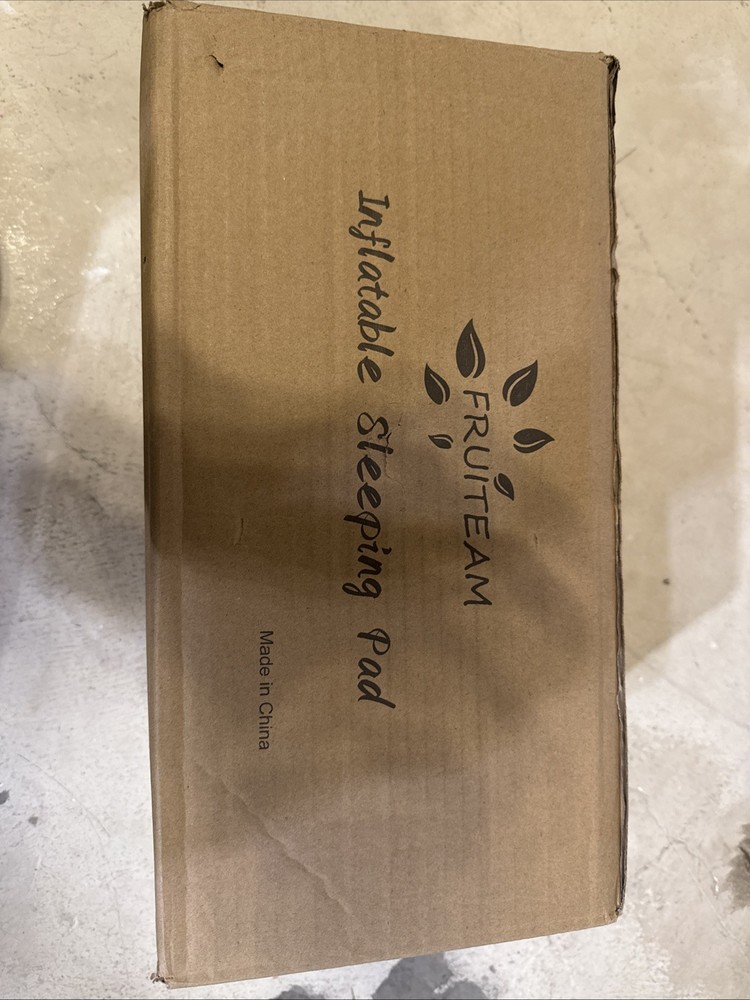 FRUITEAM
Inflatable Sleeping Pad
Made in China